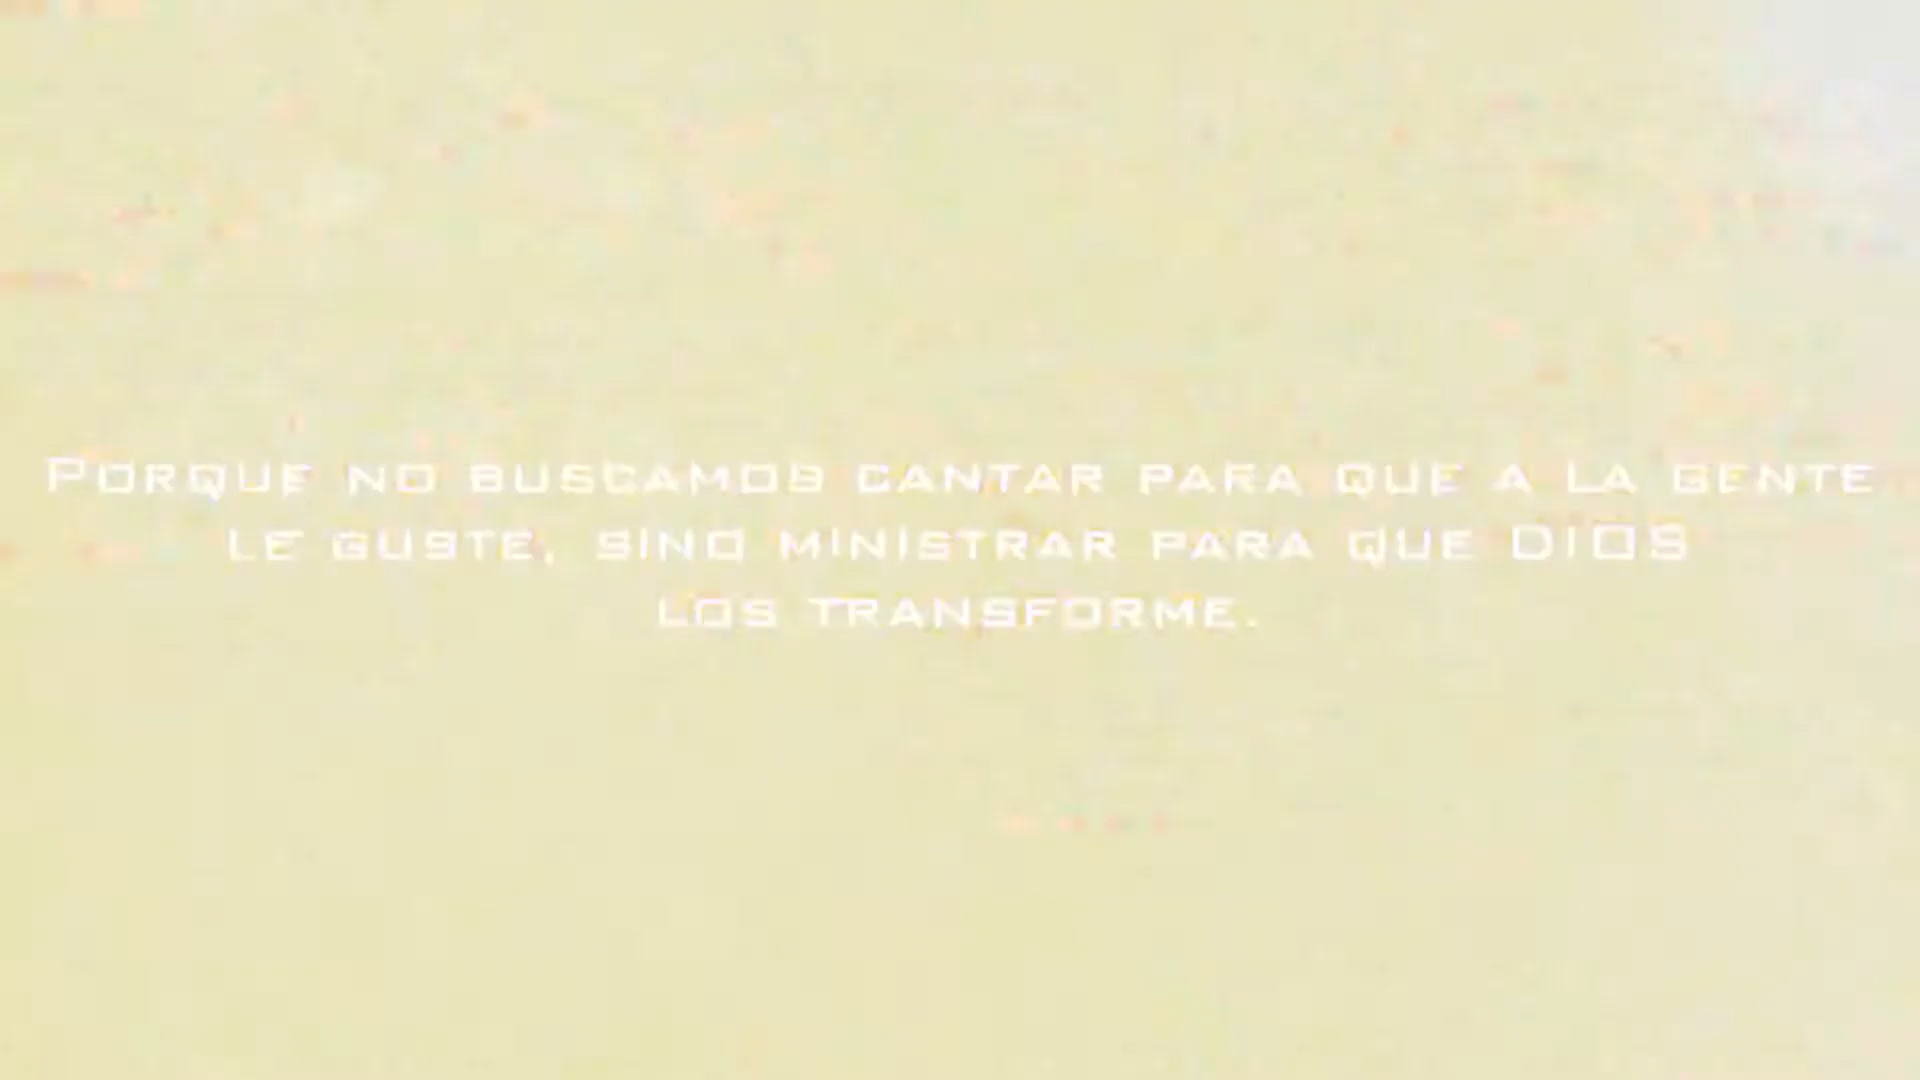 Porque no buscamos cantar para que a la gente
le guste, sino ministrar para que DIOS
los transforme.